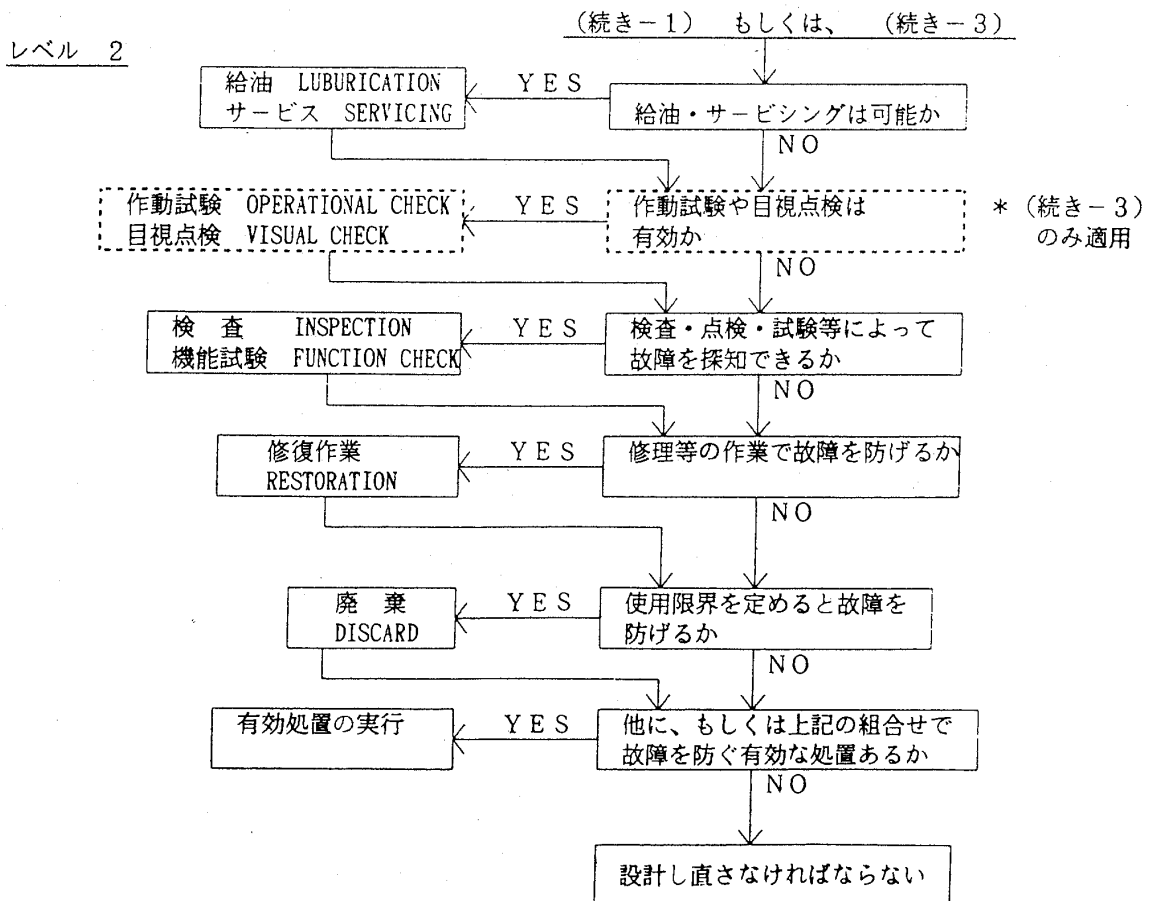 (続き－1) もしくは、 (続き－3)
レベル 2
給油 LUBURICATION
サービス SERVICING
YES
給油・サービシングは可能か
NO
作動試験 OPERATIONAL CHECK
目視点検 VISUAL CHECK
YES
作動試験や目視点検は
有効か
＊(続き－3)
のみ適用
NO
検 査 INSPECTION
機能試験 FUNCTION CHECK
YES
検査・点検・試験等によって
故障を探知できるか
NO
修復作業
RESTORATION
YES
修理等の作業で故障を防げるか
NO
廃 棄
DISCARD
YES
使用限界を定めると故障を
防げるか
NO
有効処置の実行
YES
他に、もしくは上記の組合せで
故障を防ぐ有効な処置あるか
NO
設計し直さなければならない